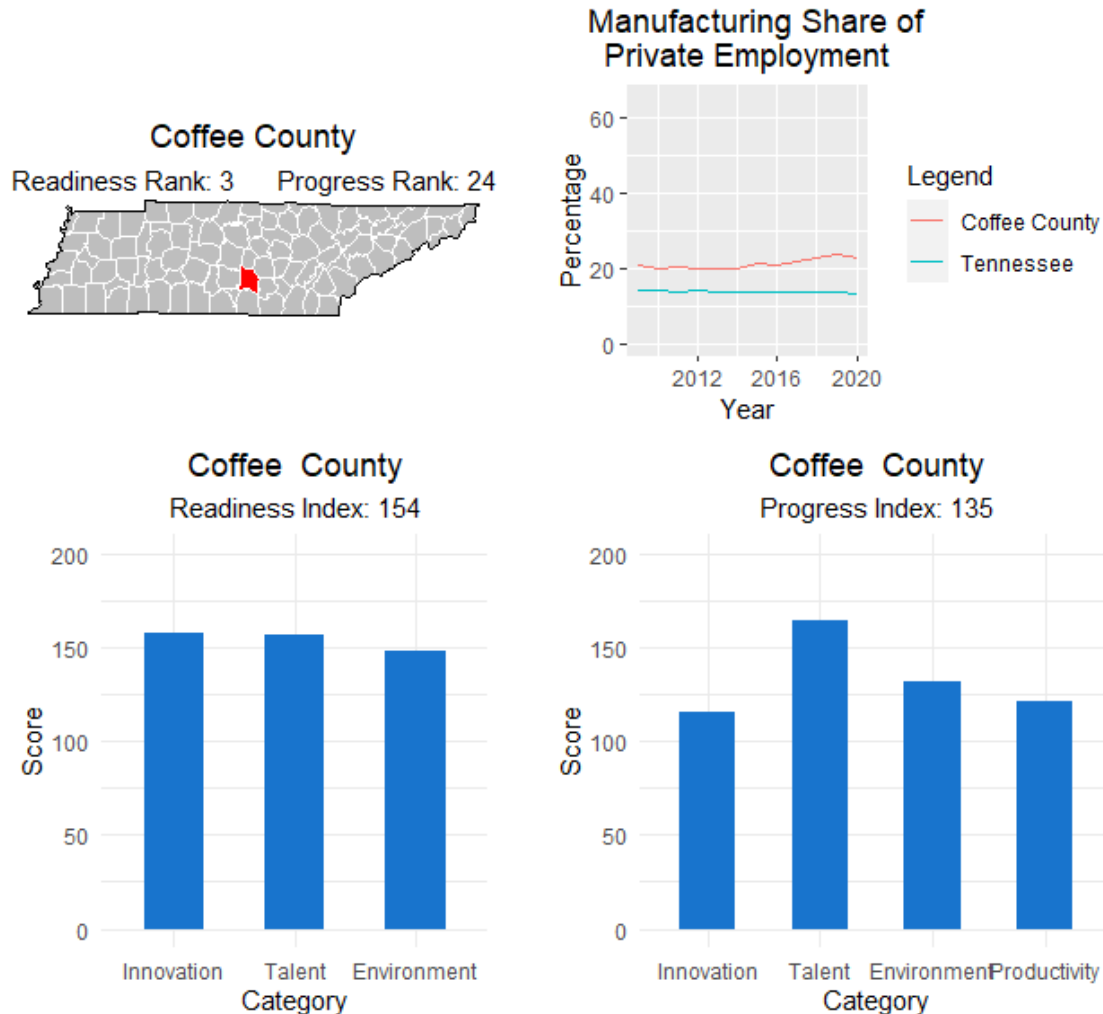 Coffee County
Readiness Rank: 3 Progress Rank: 24
Manufacturing Share of
Private Employment
60
40
20
0
Percentage
2012 2016 2020
Year
Legend
Coffee County
Tennessee
Coffee County
Readiness Index: 154
200
150
100
50
0
Score
Innovation Talent Environment
Category
Coffee County
Progress Index: 135
200
150
100
50
0
Score
Innovation Talent Environment Productivity
Category